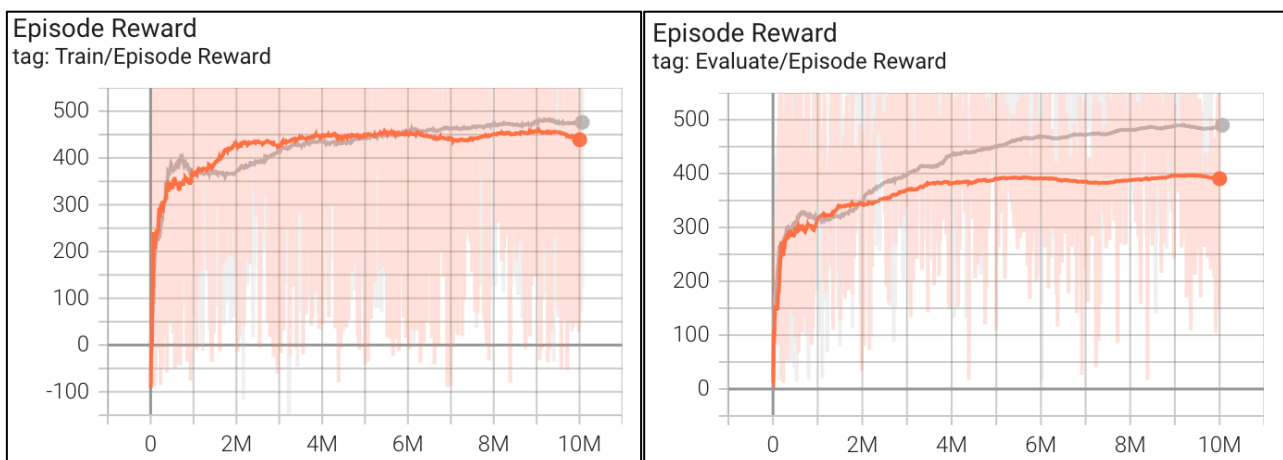 Episode Reward
tag: Train/Episode Reward
500
400
300
200
100
0
-100
0 2M 4M 6M 8M 10M
Episode Reward
tag: Evaluate/Episode Reward
500
400
300
200
100
0
0 2M 4M 6M 8M 10M